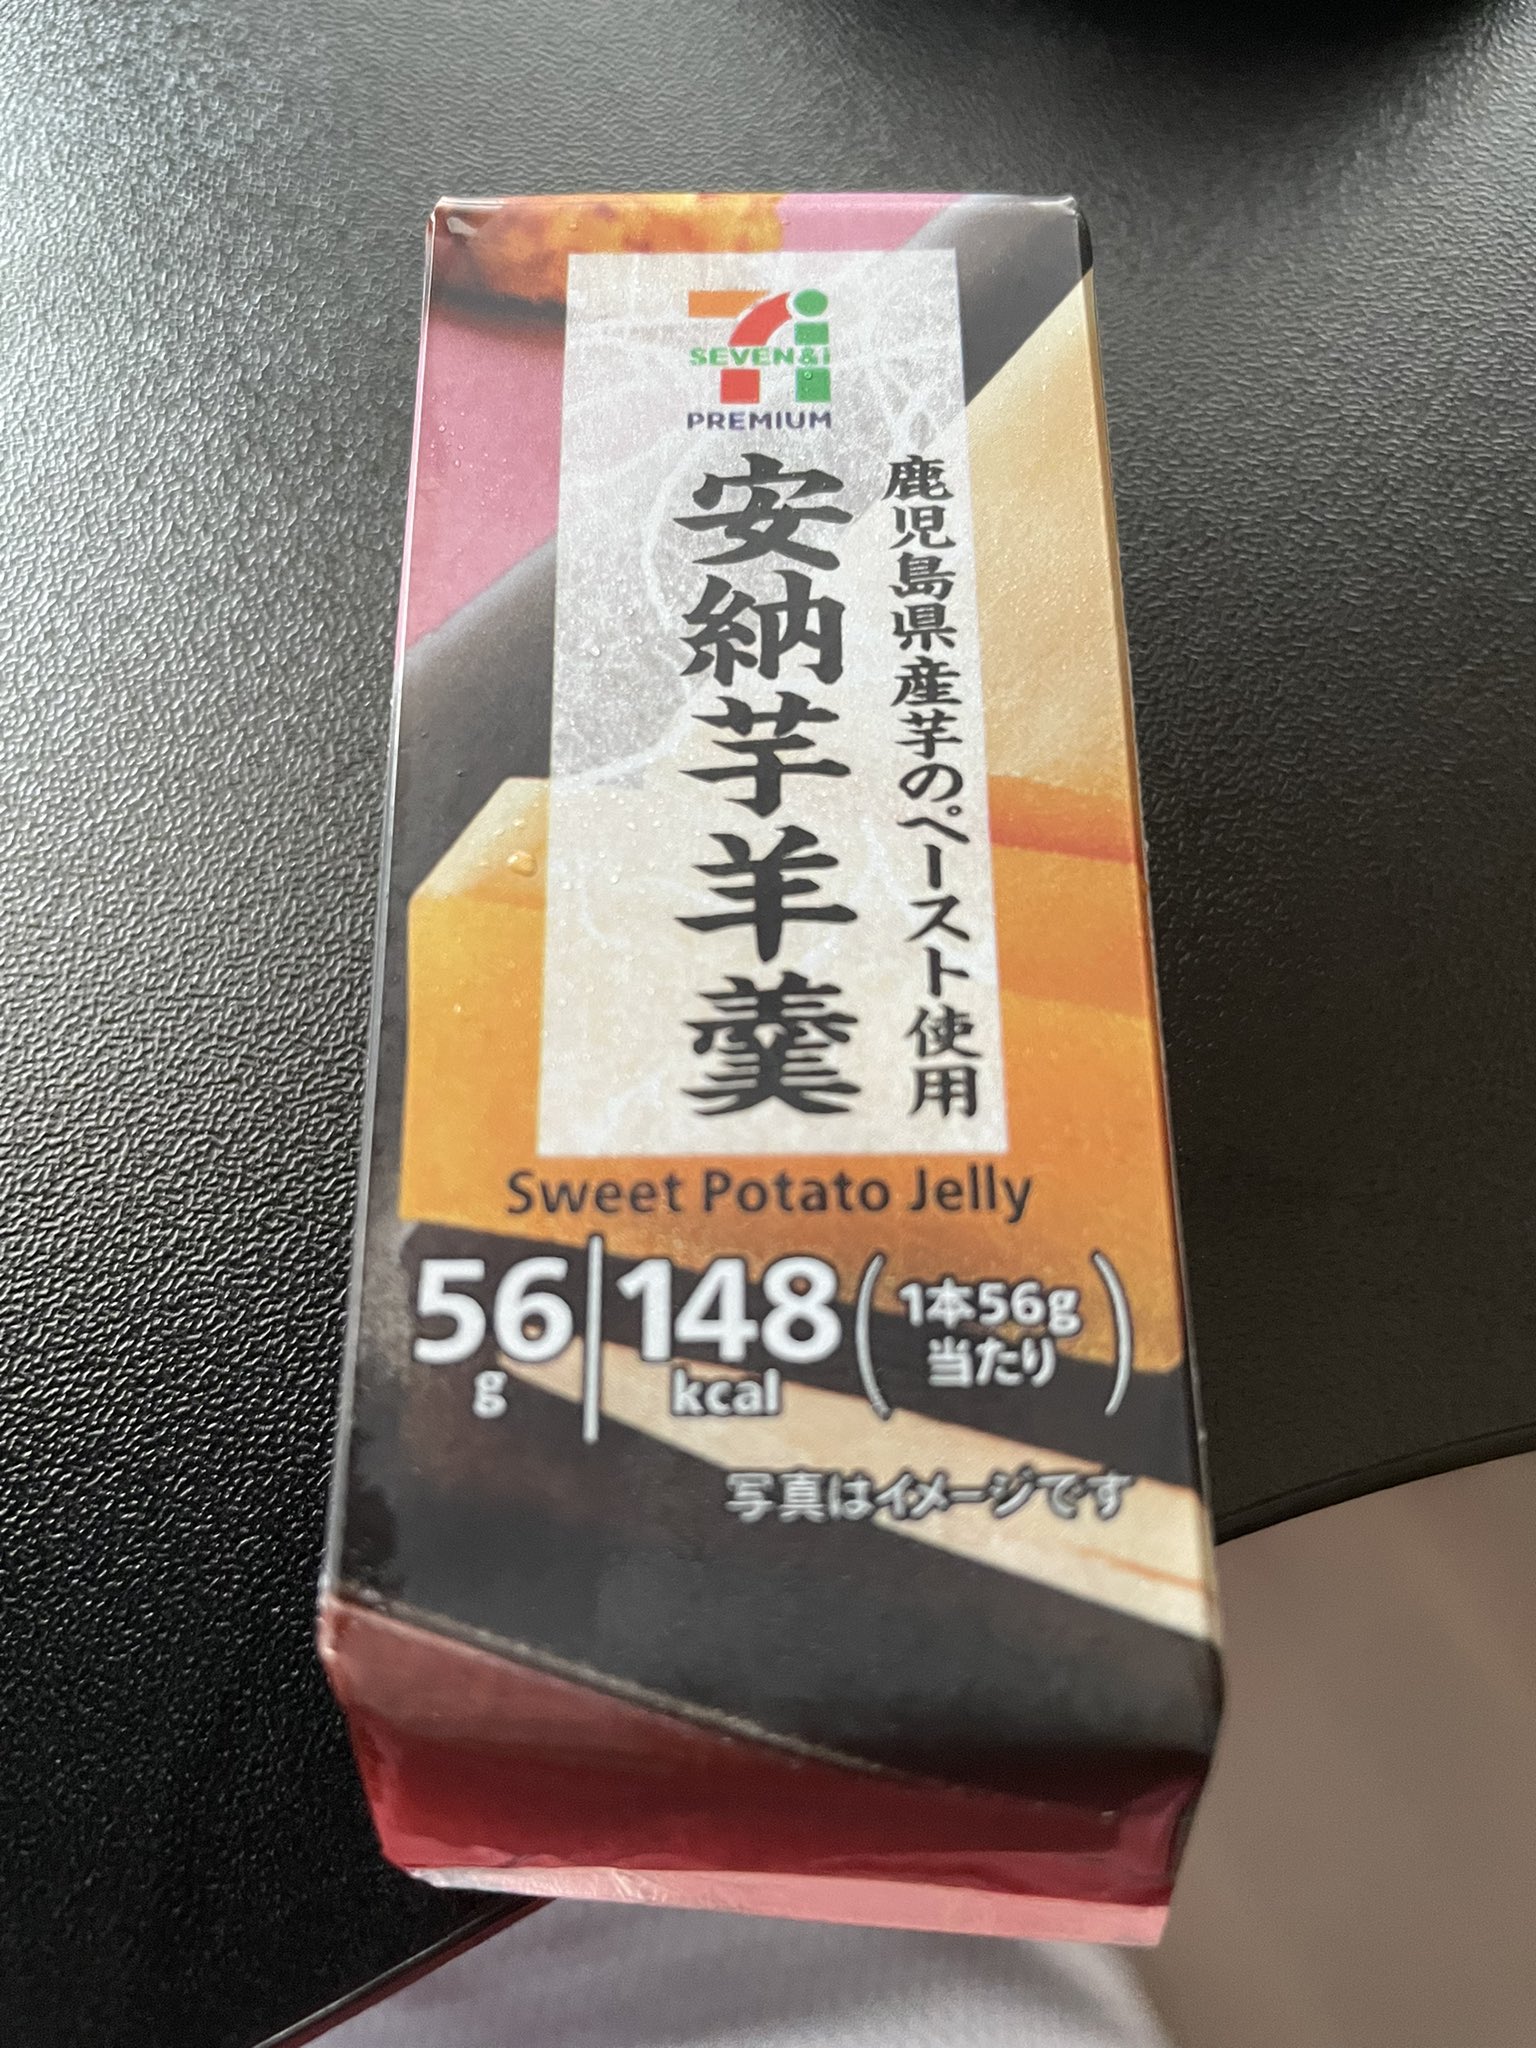 SEVEN&i
PREMIUM
鹿児島県産芋のペースト使用
安納芋羊羹
Sweet Potato Jelly
56
g
148
kcal
(1本56g
当たり)
写真はイメージです